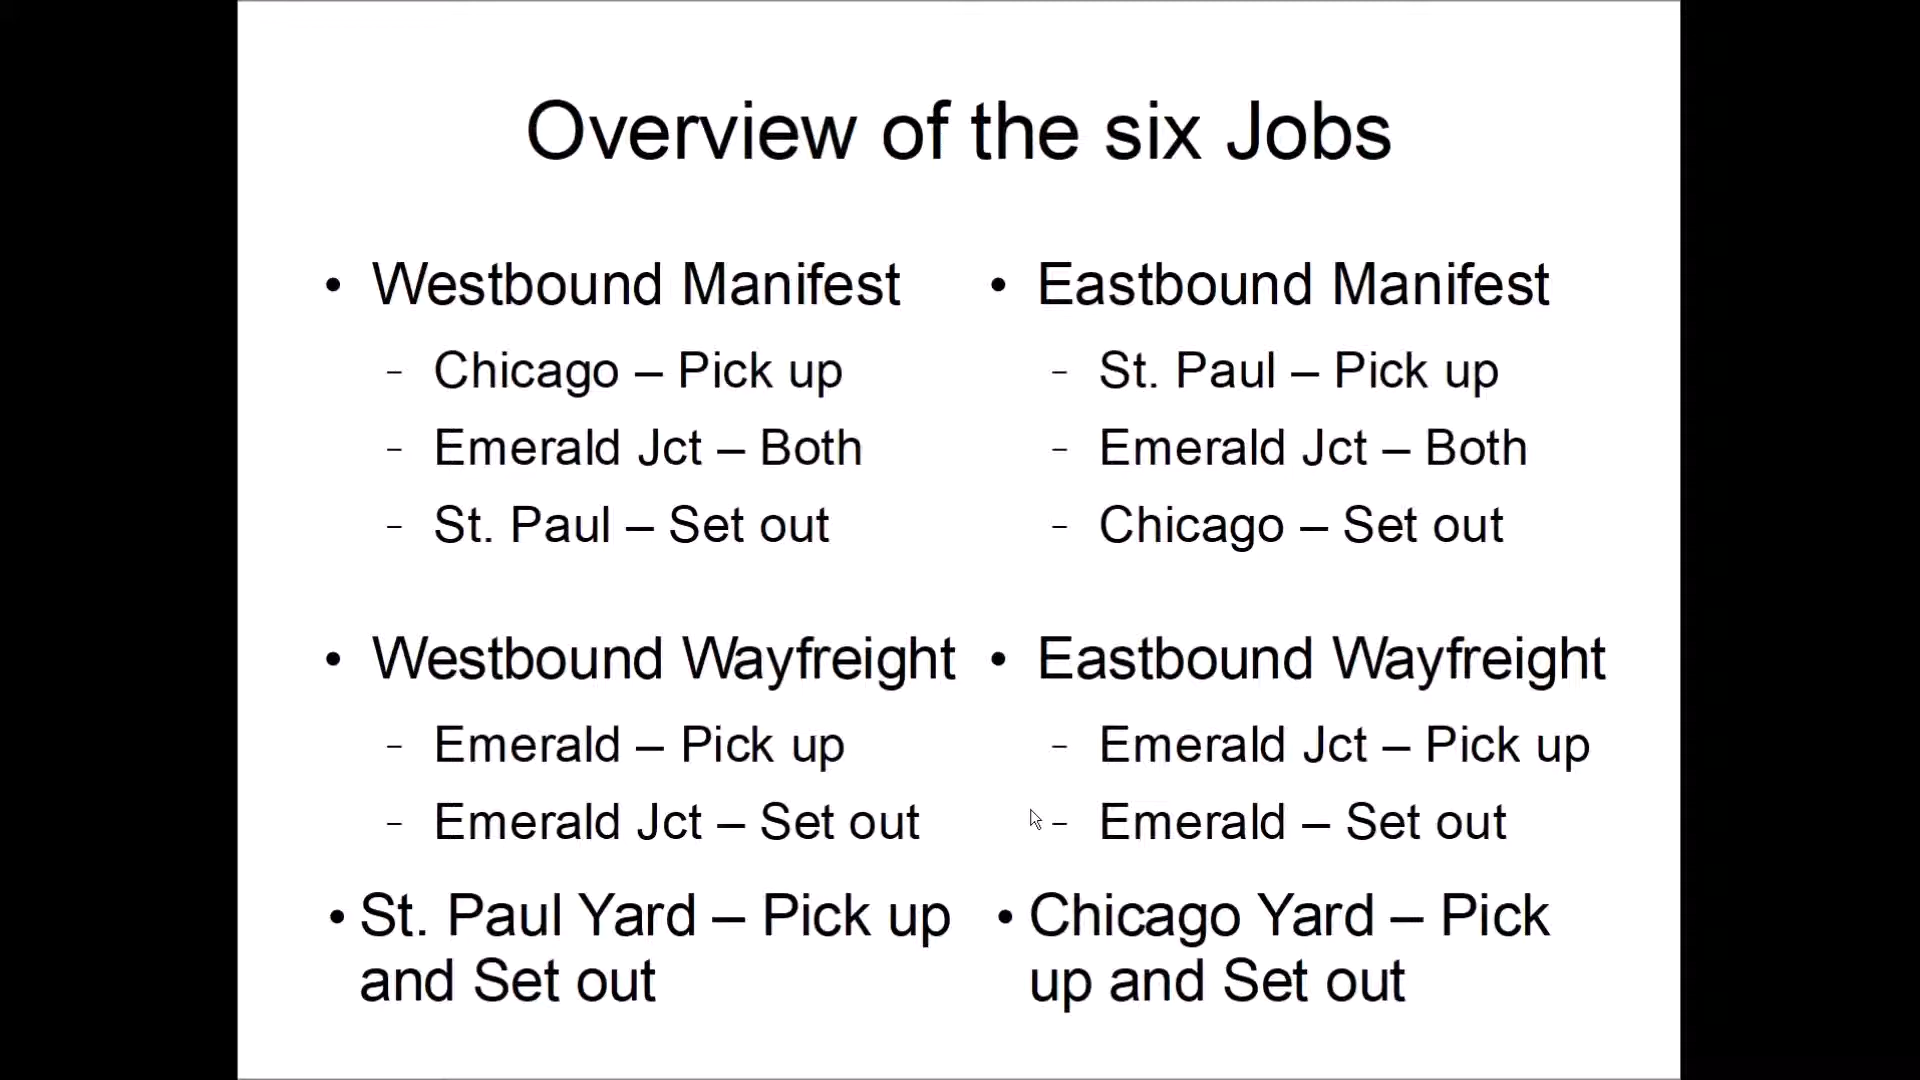 Overview of the six Jobs
• Westbound Manifest
– Chicago – Pick up
– Emerald Jct – Both
– St. Paul – Set out
• Westbound Wayfreight
– Emerald – Pick up
– Emerald Jct – Set out
• St. Paul Yard – Pick up
and Set out
• Eastbound Manifest
– St. Paul – Pick up
– Emerald Jct – Both
– Chicago – Set out
• Eastbound Wayfreight
– Emerald Jct – Pick up
– Emerald – Set out
• Chicago Yard – Pick
up and Set out